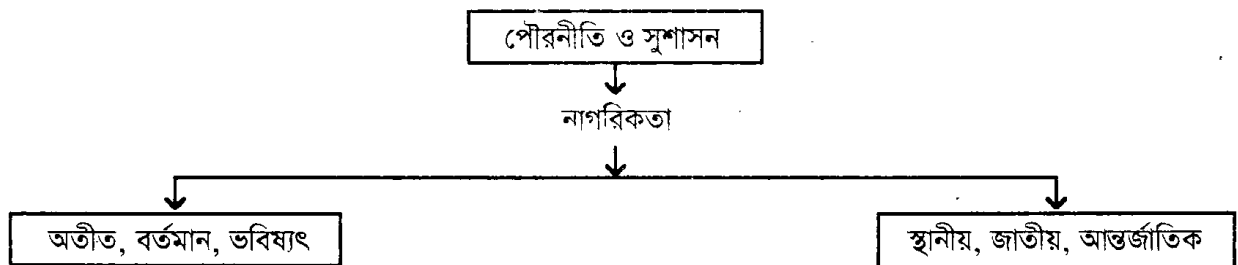 পৌরনীতি ও সুশাসন
নাগরিকতা
অতীত, বর্তমান, ভবিষ্যৎ
স্থানীয়, জাতীয়, আন্তর্জাতিক